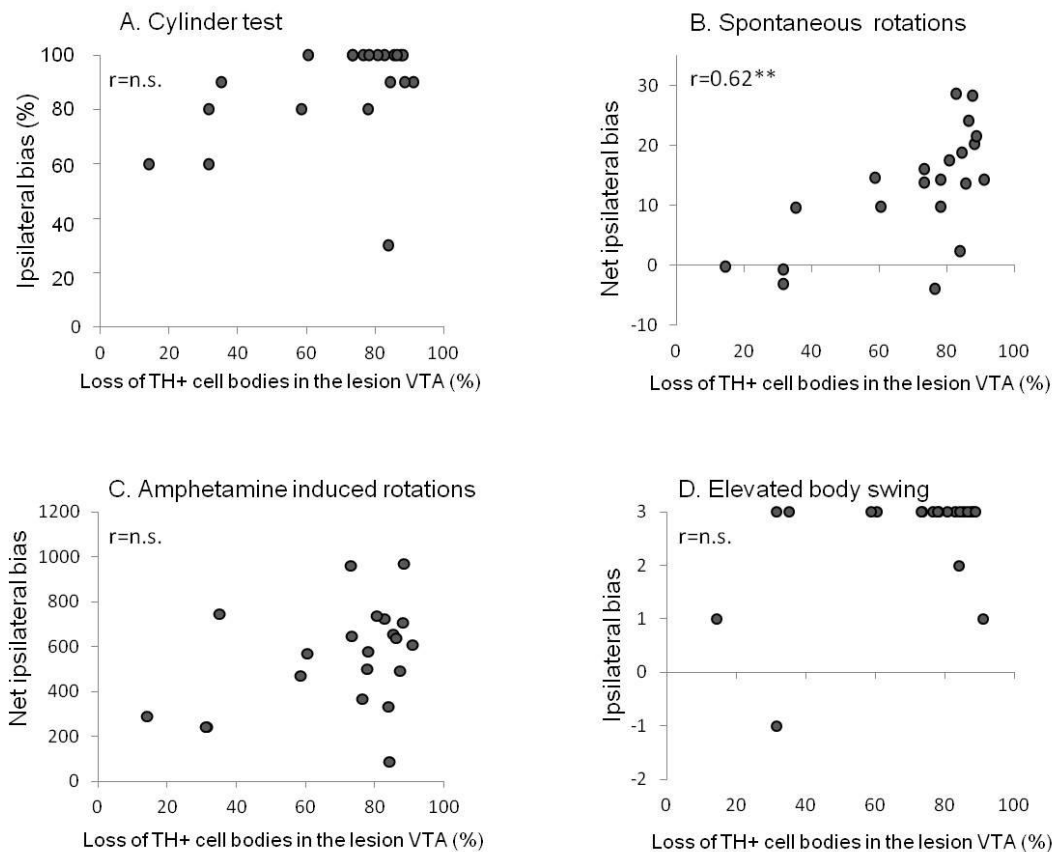 A. Cylinder test
r=n.s.
Ipsilateral bias (%)
100
80
60
40
20
0
0 20 40 60 80 100
Loss of TH+ cell bodies in the lesion VTA (%)
B. Spontaneous rotations
r=0.62**
Net ipsilateral bias
30
20
10
0
-10
0 20 40 60 80 100
Loss of TH+ cell bodies in the lesion VTA (%)
C. Amphetamine induced rotations
r=n.s.
Net ipsilateral bias
1200
1000
800
600
400
200
0
0 20 40 60 80 100
Loss of TH+ cell bodies in the lesion VTA (%)
D. Elevated body swing
r=n.s.
Ipsilateral bias
3
2
1
0
-1
-2
0 20 40 60 80 100
Loss of TH+ cell bodies in the lesion VTA (%)